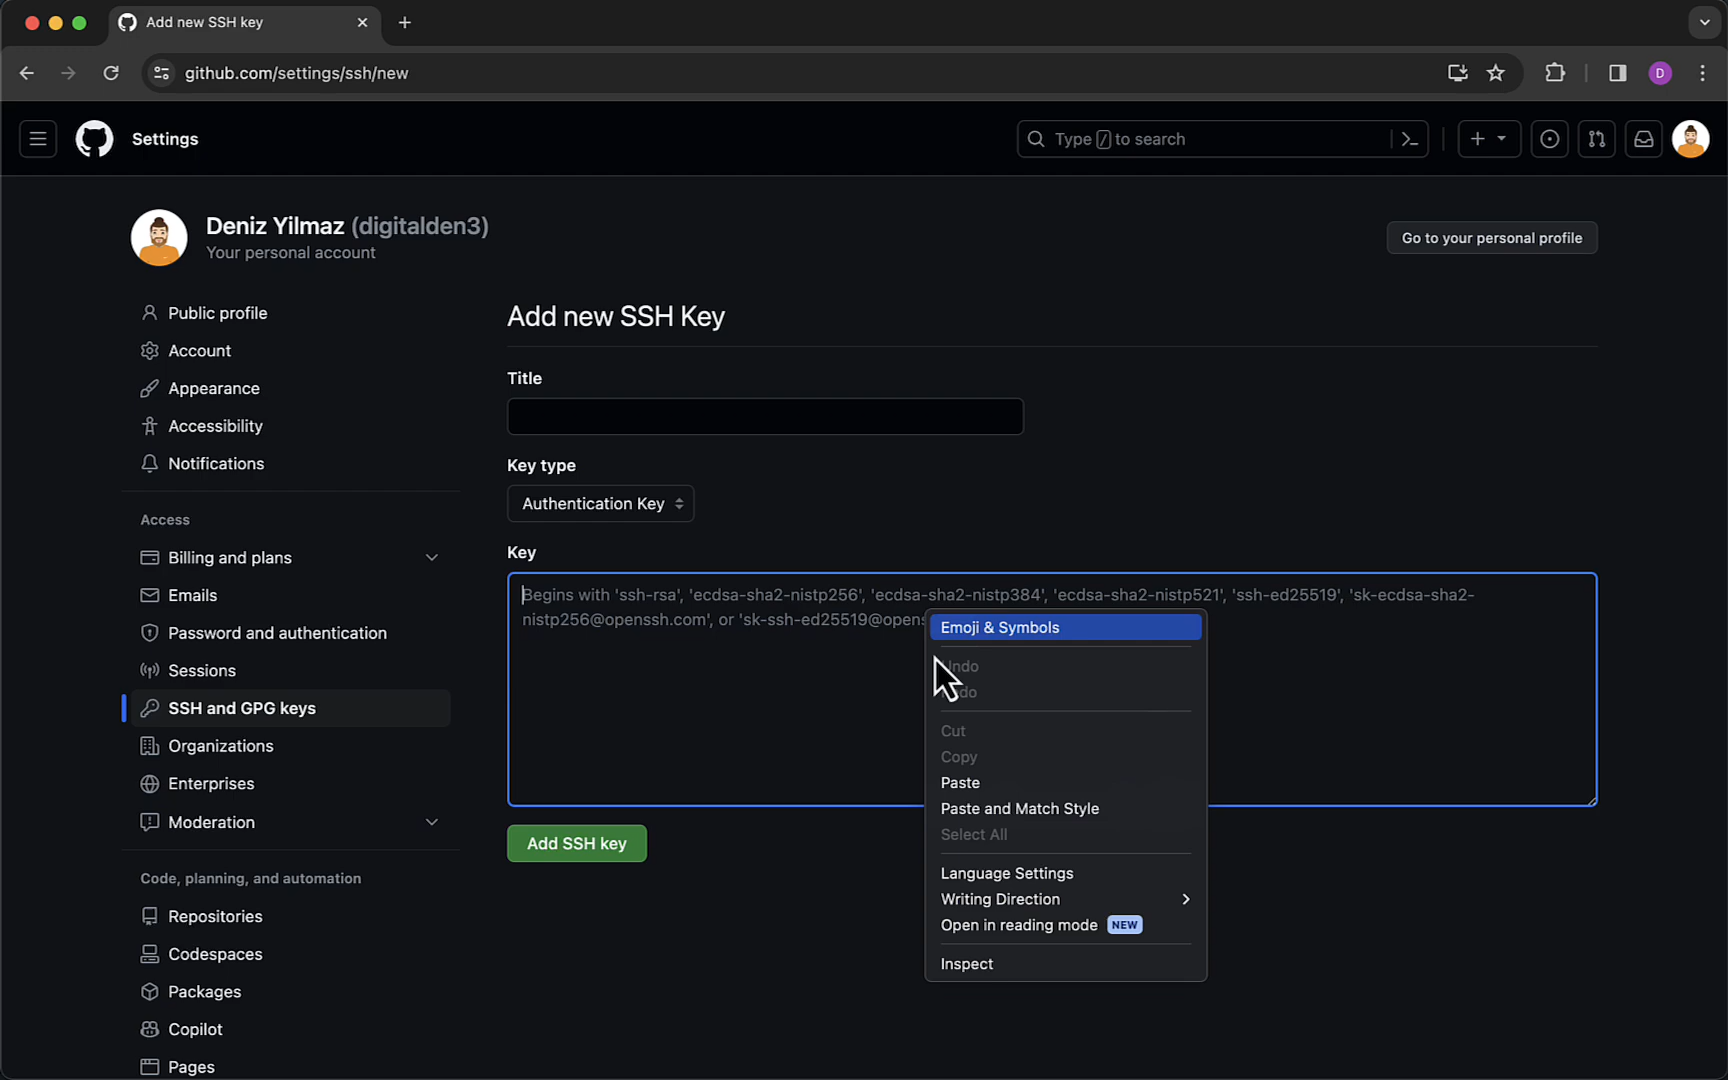 Add new SSH key
github.com/settings/ssh/new
D
Settings
Type / to search
Deniz Yilmaz (digitalden3)
Your personal account
Go to your personal profile
Public profile
Account
Appearance
Accessibility
Notifications
Access
Billing and plans
Emails
Password and authentication
Sessions
SSH and GPG keys
Organizations
Enterprises
Moderation
Code, planning, and automation
Repositories
Codespaces
Packages
Copilot
Pages
Add new SSH Key
Title
Key type
Authentication Key
Key
Begins with 'ssh-rsa', 'ecdsa-sha2-nistp256', 'ecdsa-sha2-nistp384', 'ecdsa-sha2-nistp521', 'ssh-ed25519', 'sk-ecdsa-sha2-
nistp256@openssh.com', or 'sk-ssh-ed25519@opens
Add SSH key
Emoji & Symbols
Undo
Cut
Copy
Paste
Paste and Match Style
Select All
Language Settings
Writing Direction
Open in reading mode NEW
Inspect